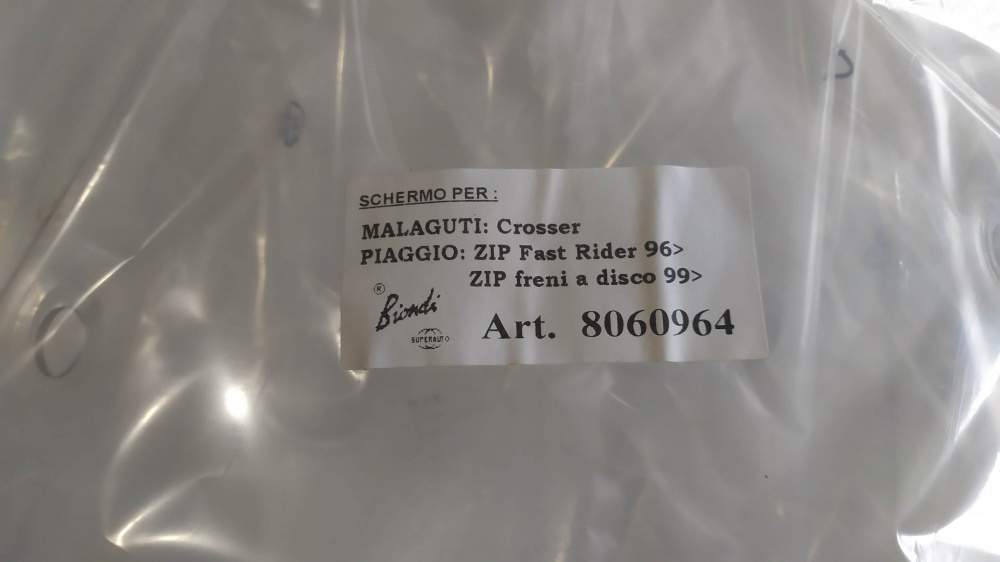 SCHERMO PER :
MALAGUTI: Crosser
PIAGGIO: ZIP Fast Rider 96>
ZIP freni a disco 99>
®
Biondi
SUPERAUTO
Art. 8060964